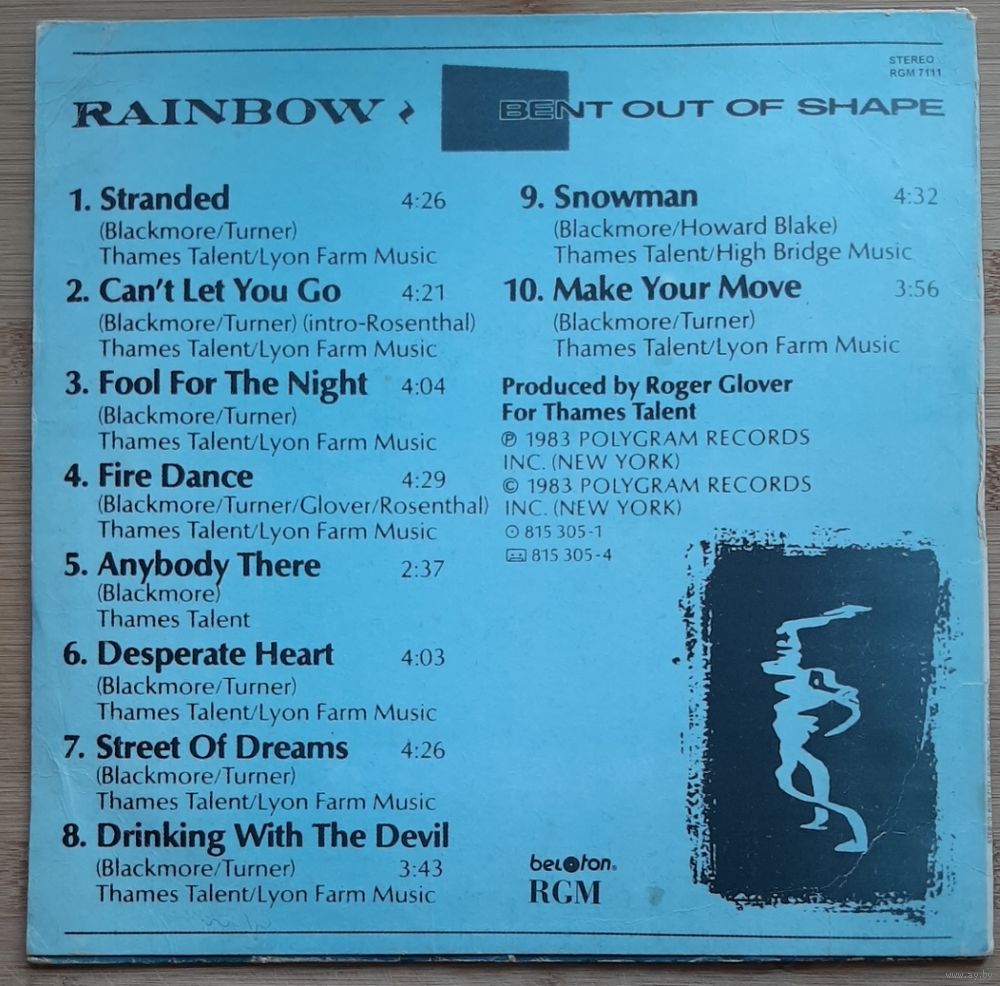 STEREO
RGM 7111
RAINBOW
BENT OUT OF SHAPE
1. Stranded 4:26
(Blackmore/Turner)
Thames Talent/Lyon Farm Music
2. Can't Let You Go 4:21
(Blackmore/Turner) (intro-Rosenthal)
Thames Talent/Lyon Farm Music
3. Fool For The Night 4:04
(Blackmore/Turner)
Thames Talent/Lyon Farm Music
4. Fire Dance 4:29
(Blackmore/Turner/Glover/Rosenthal)
Thames Talent/Lyon Farm Music
5. Anybody There 2:37
(Blackmore)
Thames Talent
6. Desperate Heart 4:03
(Blackmore/Turner)
Thames Talent/Lyon Farm Music
7. Street Of Dreams 4:26
(Blackmore/Turner)
Thames Talent/Lyon Farm Music
8. Drinking With The Devil
(Blackmore/Turner) 3:43
Thames Talent/Lyon Farm Music
9. Snowman 4:32
(Blackmore/Howard Blake)
Thames Talent/High Bridge Music
10. Make Your Move 3:56
(Blackmore/Turner)
Thames Talent/Lyon Farm Music
Produced by Roger Glover
For Thames Talent
℗ 1983 POLYGRAM RECORDS
INC. (NEW YORK)
© 1983 POLYGRAM RECORDS
INC. (NEW YORK)
815 305-1
815 305-4
beloton®
RGM
www.ay.by